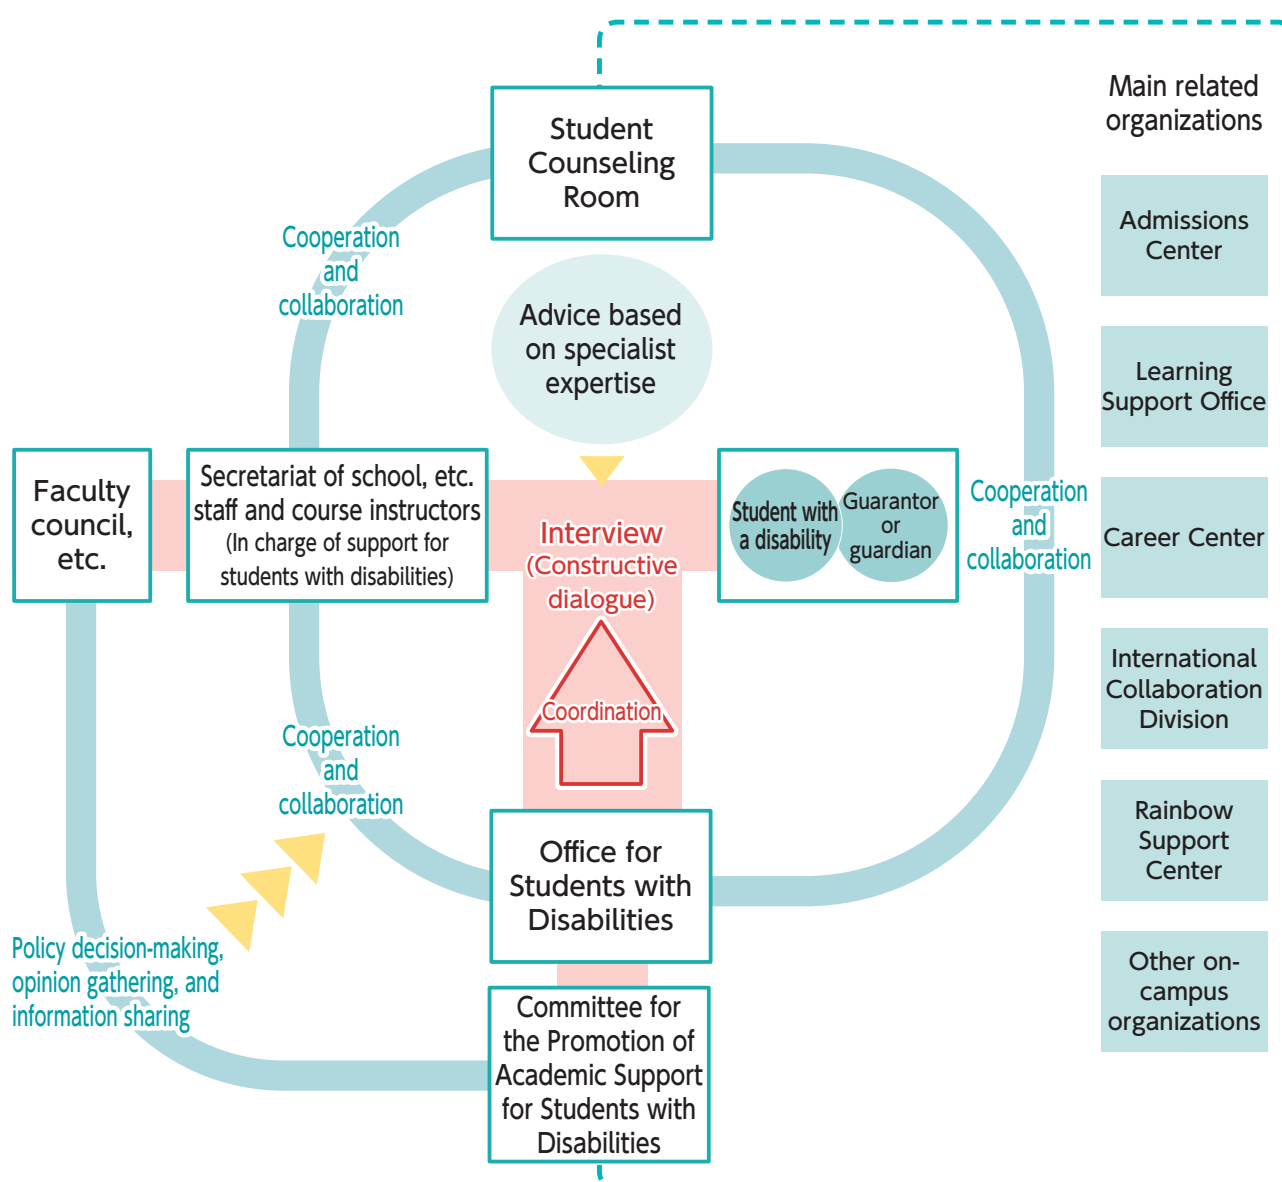 Main related
organizations
Student
Counseling
Room
Admissions
Center
Cooperation
and
collaboration
Advice based
on specialist
expertise
Learning
Support Office
Faculty
council,
etc.
Secretariat of school, etc.
staff and course instructors
(In charge of support for
students with disabilities)
Interview
(Constructive
dialogue)
Student with
a disability
Guarantor
or
guardian
Cooperation
and
collaboration
Career Center
Coordination
International
Collaboration
Division
Cooperation
and
collaboration
Office for
Students with
Disabilities
Rainbow
Support
Center
Policy decision-making,
opinion gathering, and
information sharing
Committee for
the Promotion of
Academic Support
for Students with
Disabilities
Other on-
campus
organizations